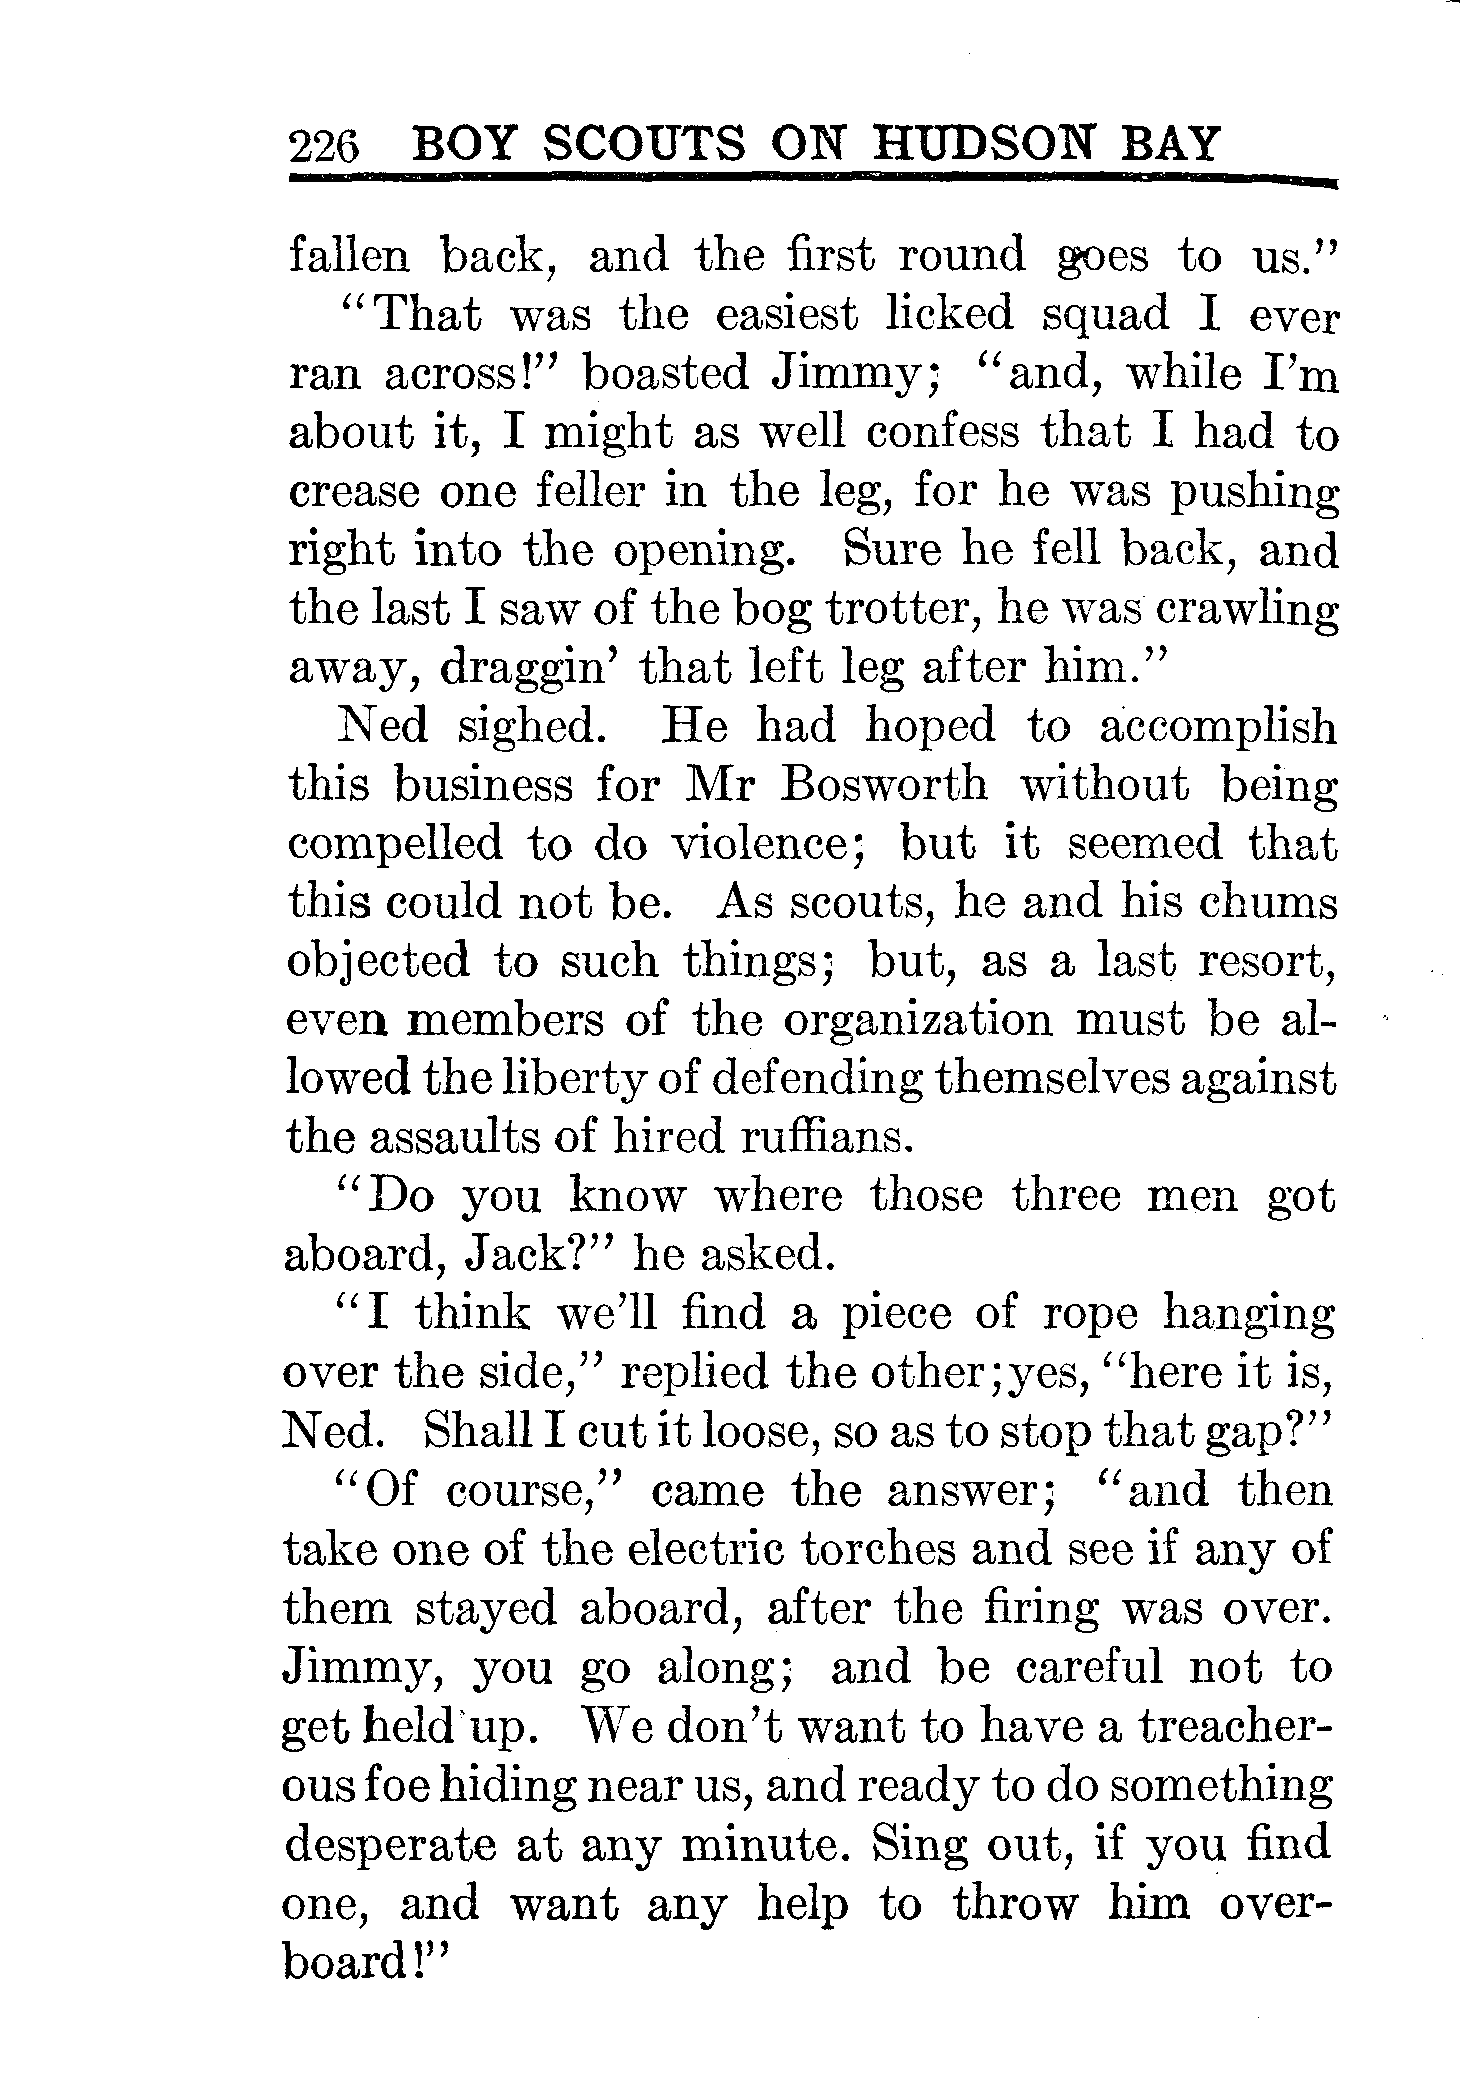 226 BOY SCOUTS ON HUDSON BAY
fallen back, and the first round goes to us.”
“That was the easiest licked squad I ever
ran across!” boasted Jimmy; “and, while I’m
about it, I might as well confess that I had to
crease one feller in the leg, for he was pushing
right into the opening. Sure he fell back, and
the last I saw of the bog trotter, he was crawling
away, draggin’ that left leg after him.”
Ned sighed. He had hoped to accomplish
this business for Mr Bosworth without being
compelled to do violence; but it seemed that
this could not be. As scouts, he and his chums
objected to such things; but, as a last resort,
even members of the organization must be al-
lowed the liberty of defending themselves against
the assaults of hired ruffians.
“Do you know where those three men got
aboard, Jack?” he asked.
“I think we’ll find a piece of rope hanging
over the side,” replied the other;yes, “here it is,
Ned. Shall I cut it loose, so as to stop that gap?”
“Of course,” came the answer; “and then
take one of the electric torches and see if any of
them stayed aboard, after the firing was over.
Jimmy, you go along; and be careful not to
get held up. We don’t want to have a treacher-
ous foe hiding near us, and ready to do something
desperate at any minute. Sing out, if you find
one, and want any help to throw him over-
board!”